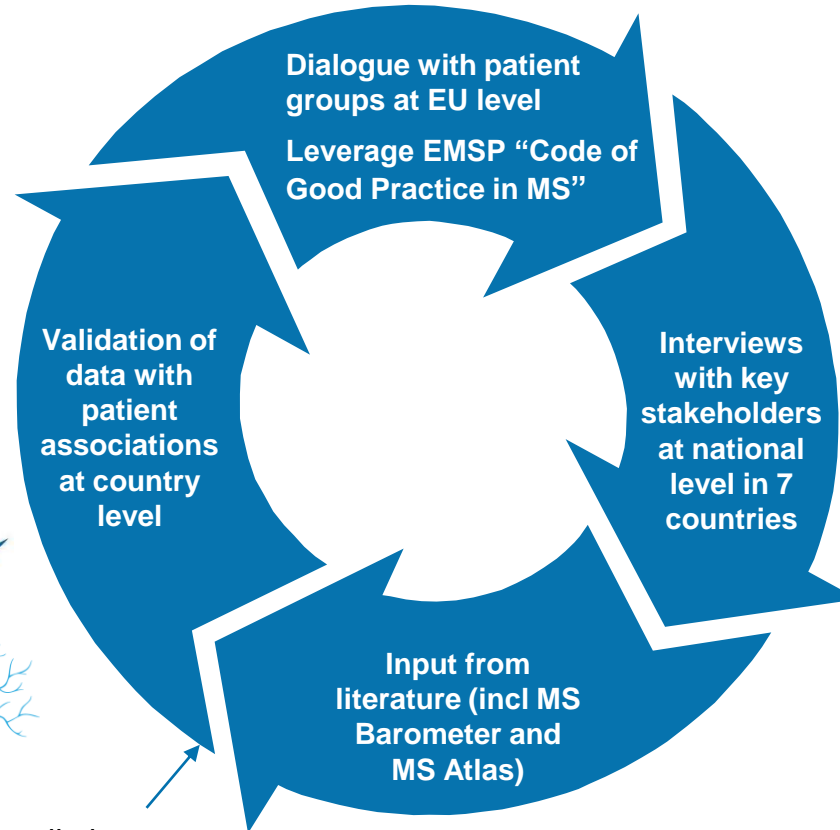 Dialogue with patient
groups at EU level
Leverage EMSP “Code of
Good Practice in MS”
Interviews
with key
stakeholders
at national
level in 7
countries
Input from
literature (incl MS
Barometer and
MS Atlas)
Validation of
data with
patient
associations
at country
level